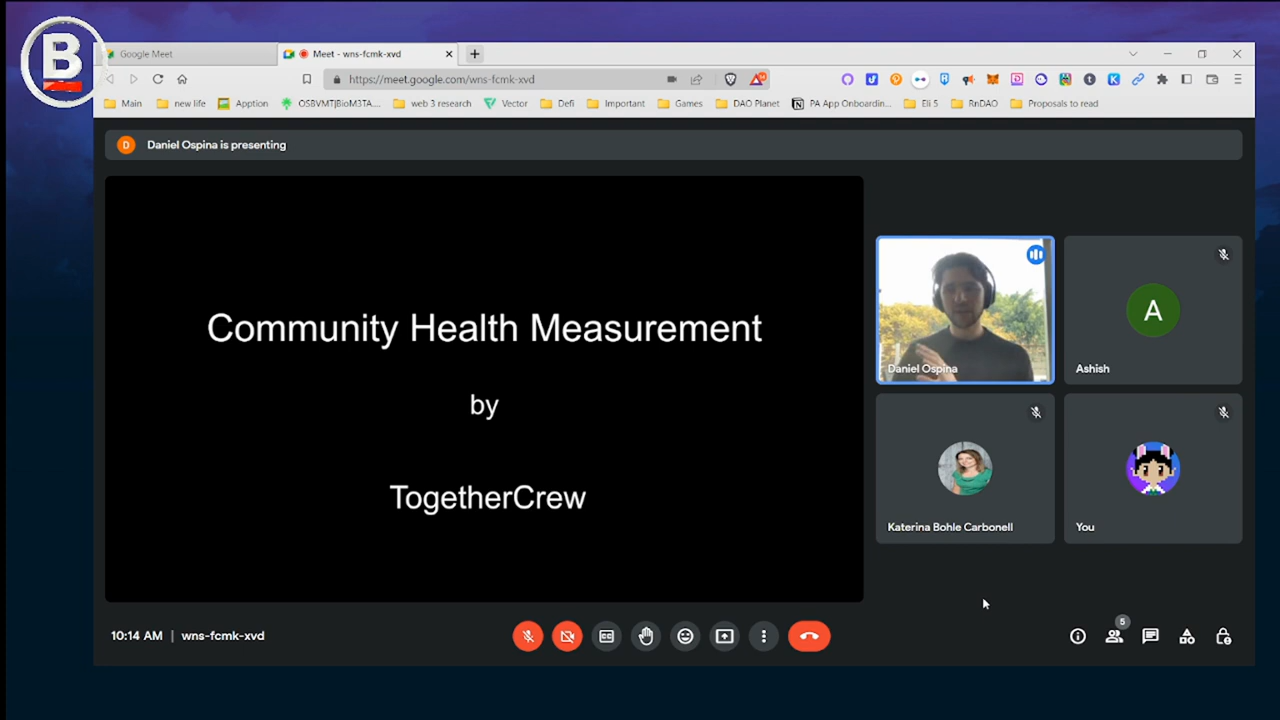 B
Google Meet
Meet - wns-fcmk-xvd
https://meet.google.com/wns-fcmk-xvd
Main
new life
Apption
OSBVMTJBioM3TA...
web 3 research
Vector
Defi
Important
Games
DAO Planet
PA App Onboardin...
Eli 5
RnDAO
Proposals to read
D
Daniel Ospina is presenting
Community Health Measurement
by
TogetherCrew
Daniel Ospina
A
Ashish
Katerina Bohle Carbonell
You
10:14 AM | wns-fcmk-xvd
CC
5